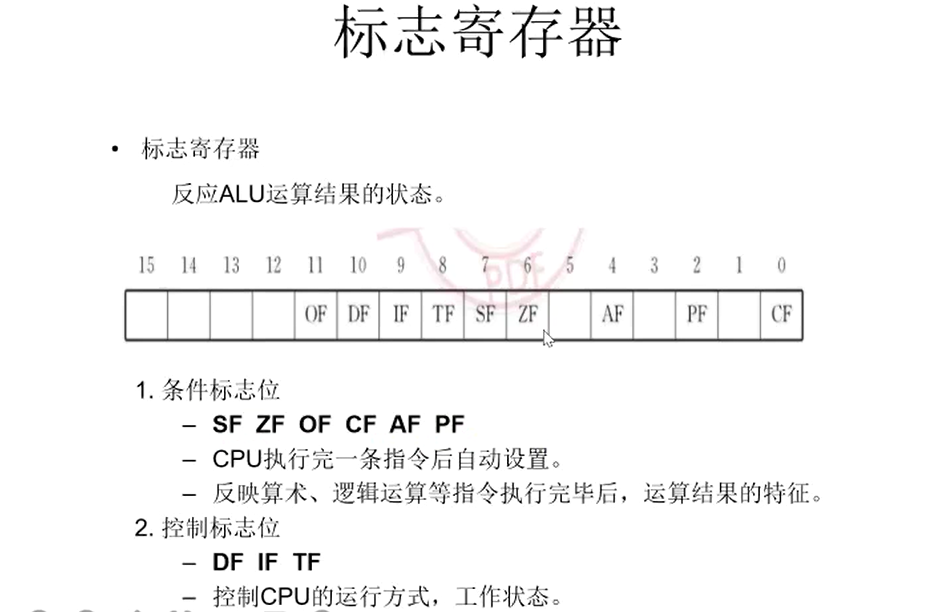 标志寄存器
• 标志寄存器
反应ALU运算结果的状态。
PDF
15 14 13 12 11 10 9 8 7 6 5 4 3 2 1 0
OF DF IF TF SF ZF AF PF CF
1. 条件标志位
– SF ZF OF CF AF PF
– CPU执行完一条指令后自动设置。
– 反映算术、逻辑运算等指令执行完毕后，运算结果的特征。
2. 控制标志位
– DF IF TF
– 控制CPU的运行方式，工作状态。